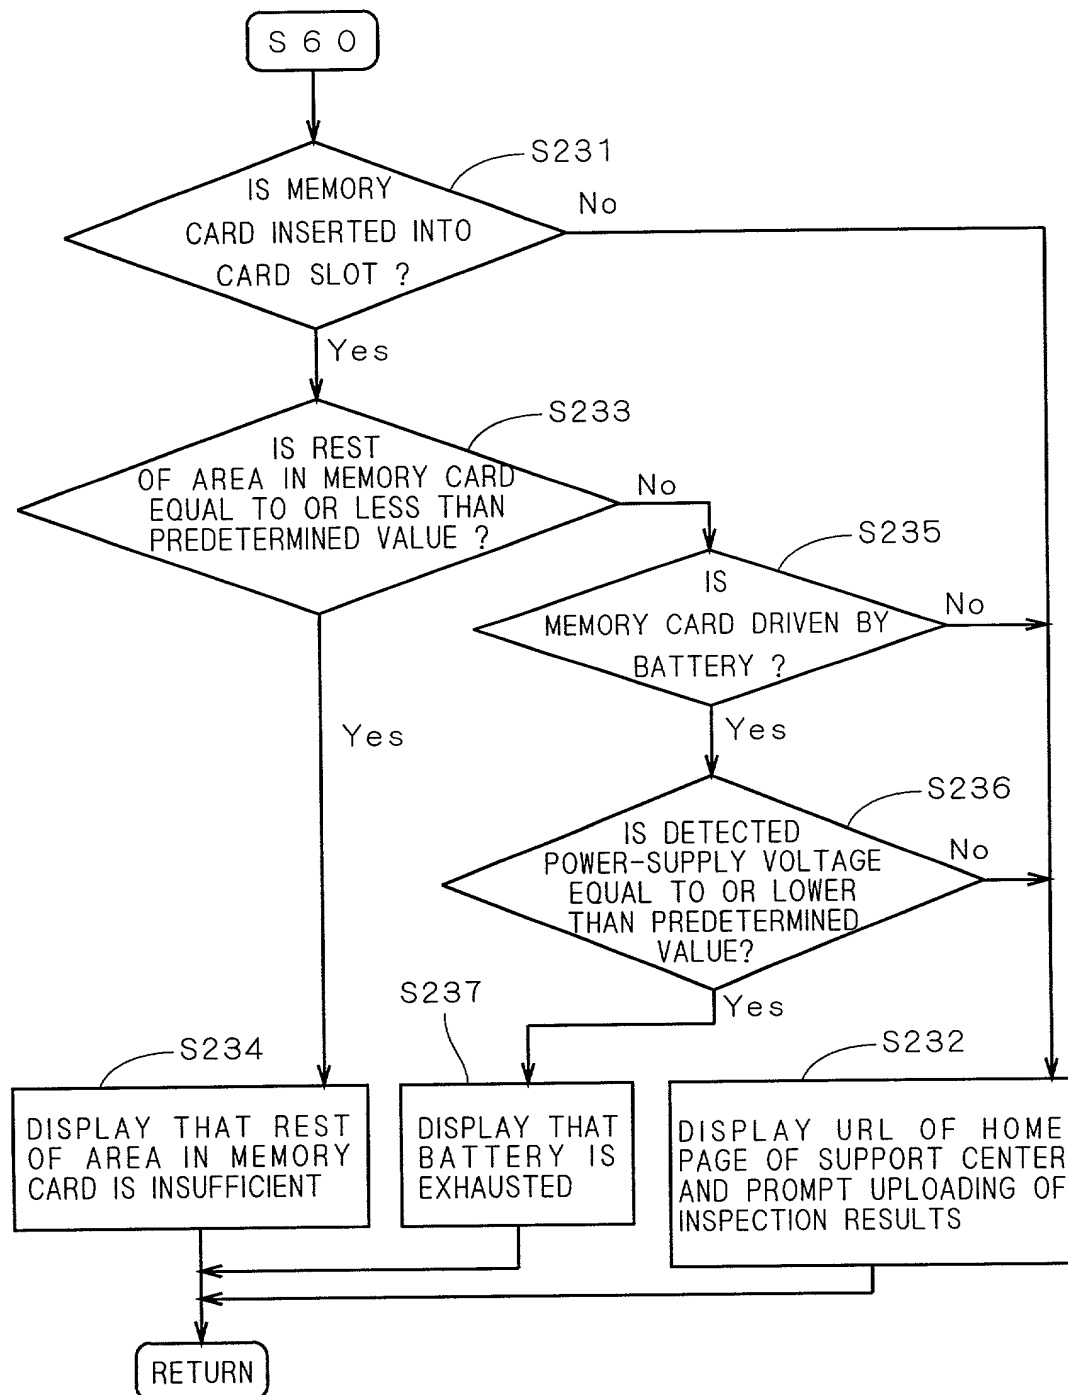 S60
S231
IS MEMORY
CARD INSERTED INTO
CARD SLOT ?
No
Yes
S233
IS REST
OF AREA IN MEMORY CARD
EQUAL TO OR LESS THAN
PREDETERMINED VALUE ?
No
S235
IS
MEMORY CARD DRIVEN BY
BATTERY ?
No
Yes
Yes
S236
IS DETECTED
POWER-SUPPLY VOLTAGE
EQUAL TO OR LOWER
THAN PREDETERMINED
VALUE?
No
Yes
S237
S234
S232
DISPLAY THAT REST
OF AREA IN MEMORY
CARD IS INSUFFICIENT
DISPLAY THAT
BATTERY IS
EXHAUSTED
DISPLAY URL OF HOME
PAGE OF SUPPORT CENTER
AND PROMPT UPLOADING OF
INSPECTION RESULTS
RETURN